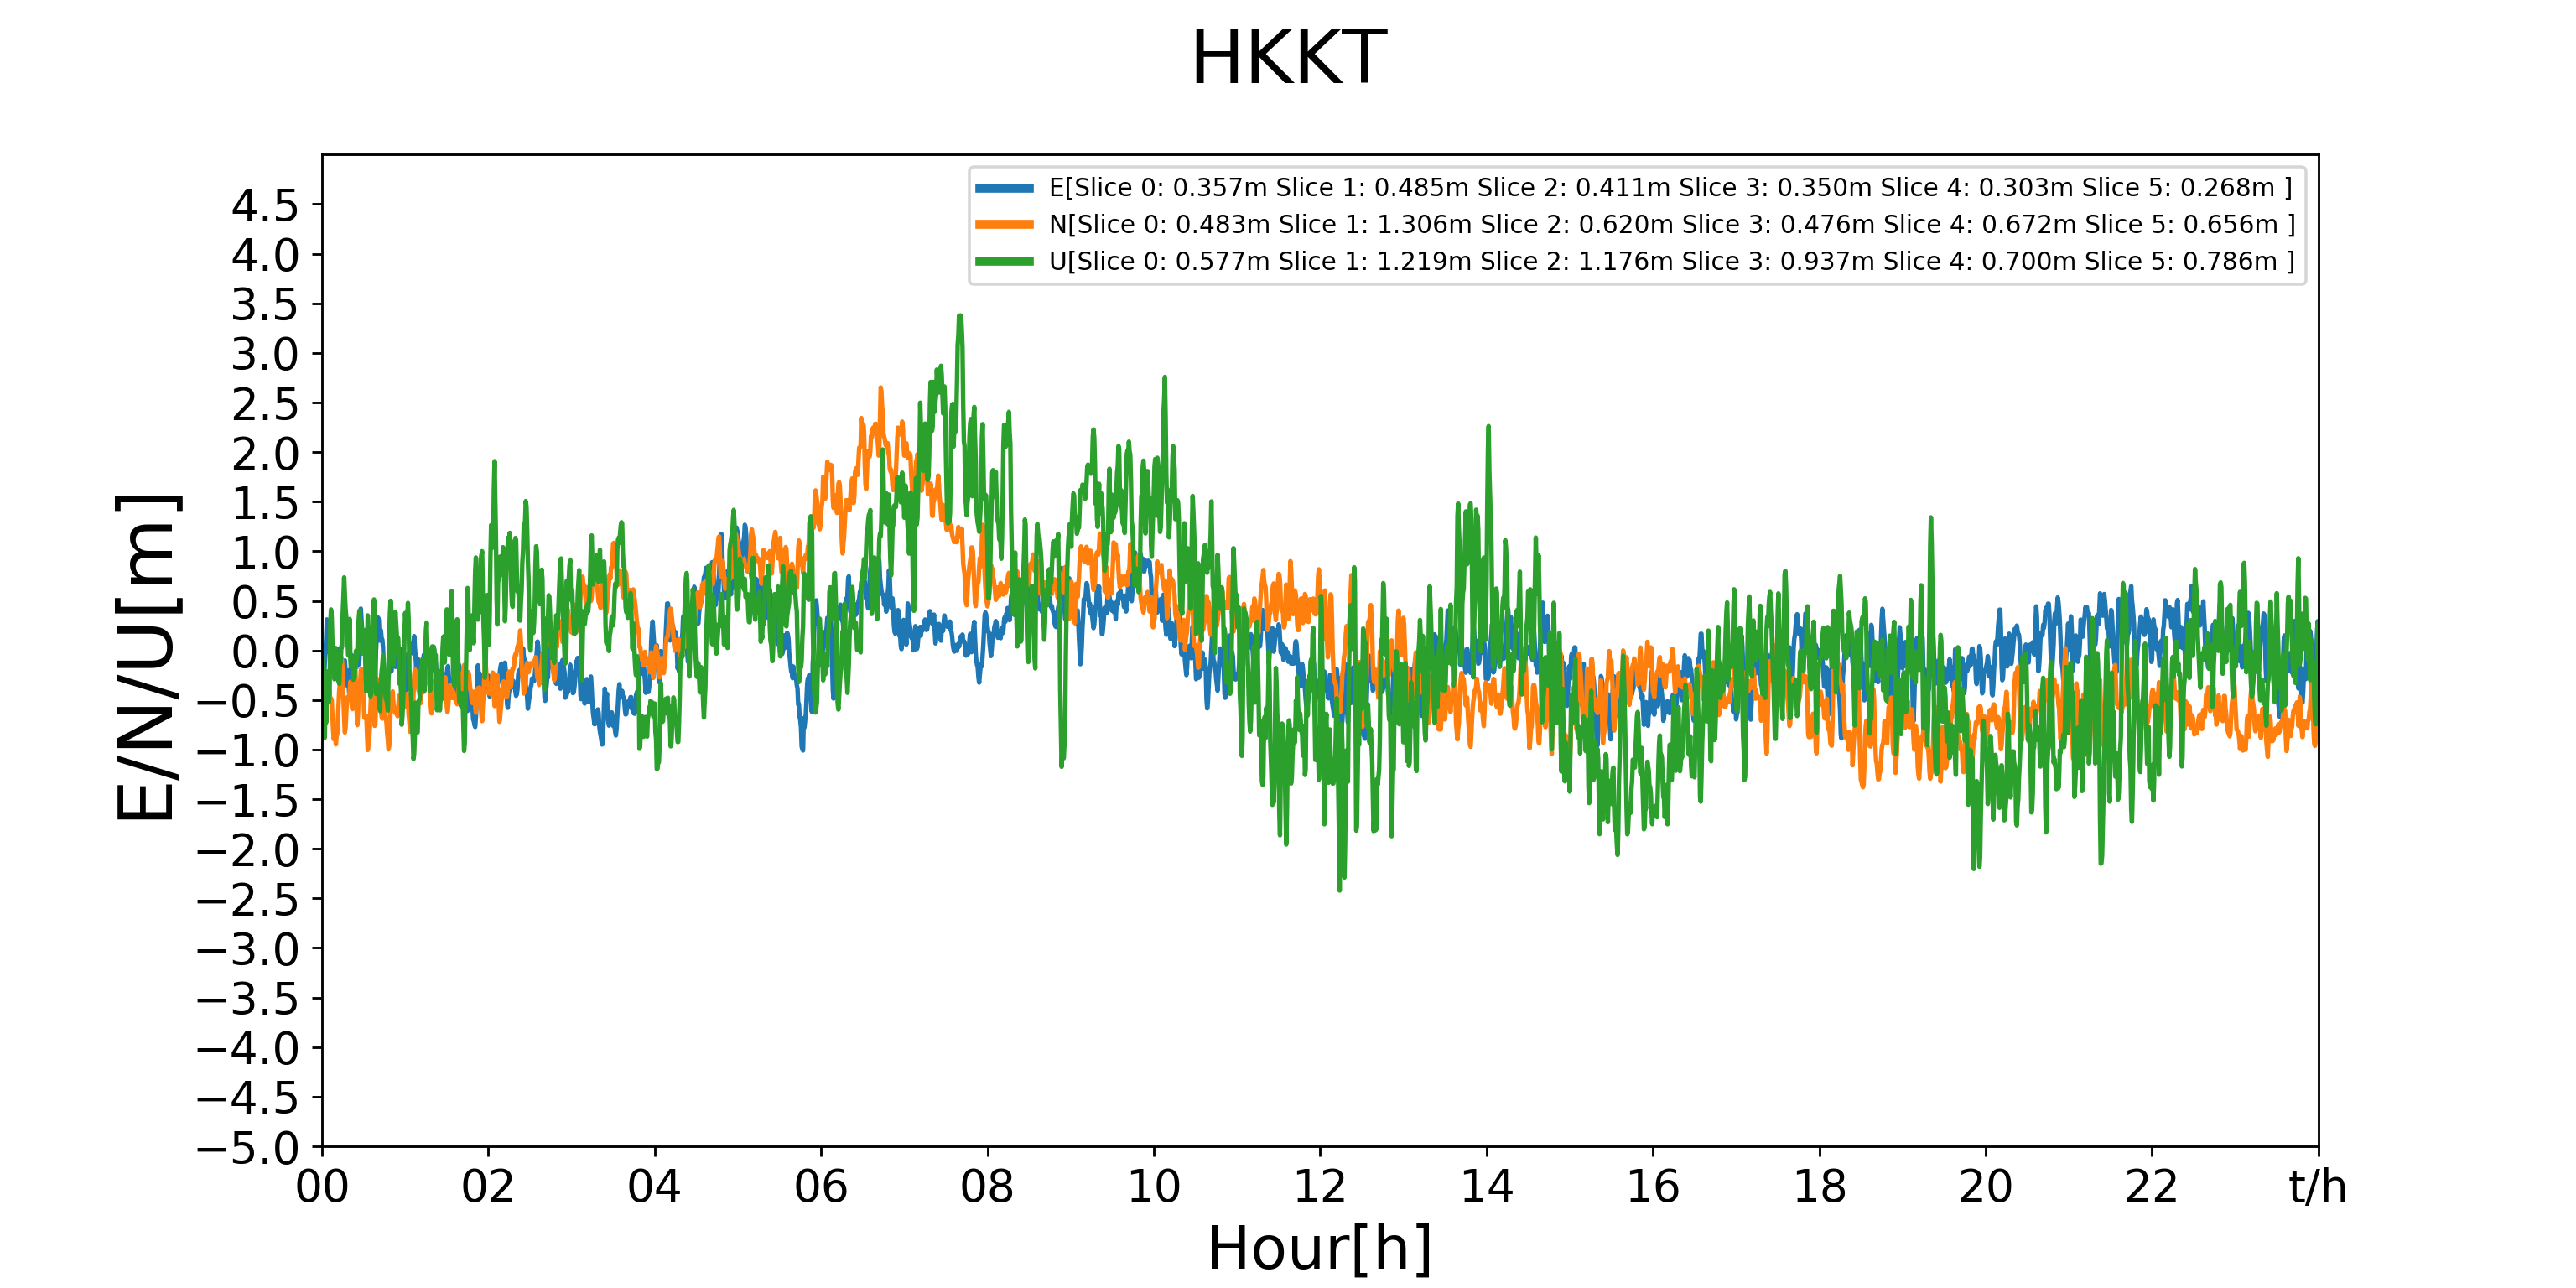 HKKT
E[Slice 0: 0.357m Slice 1: 0.485m Slice 2: 0.411m Slice 3: 0.350m Slice 4: 0.303m Slice 5: 0.268m ]
N[Slice 0: 0.483m Slice 1: 1.306m Slice 2: 0.620m Slice 3: 0.476m Slice 4: 0.672m Slice 5: 0.656m ]
U[Slice 0: 0.577m Slice 1: 1.219m Slice 2: 1.176m Slice 3: 0.937m Slice 4: 0.700m Slice 5: 0.786m ]
E/N/U[m]
4.5
4.0
3.5
3.0
2.5
2.0
1.5
1.0
0.5
0.0
−0.5
−1.0
−1.5
−2.0
−2.5
−3.0
−3.5
−4.0
−4.5
−5.0
00 02 04 06 08 10 12 14 16 18 20 22 t/h
Hour[h]